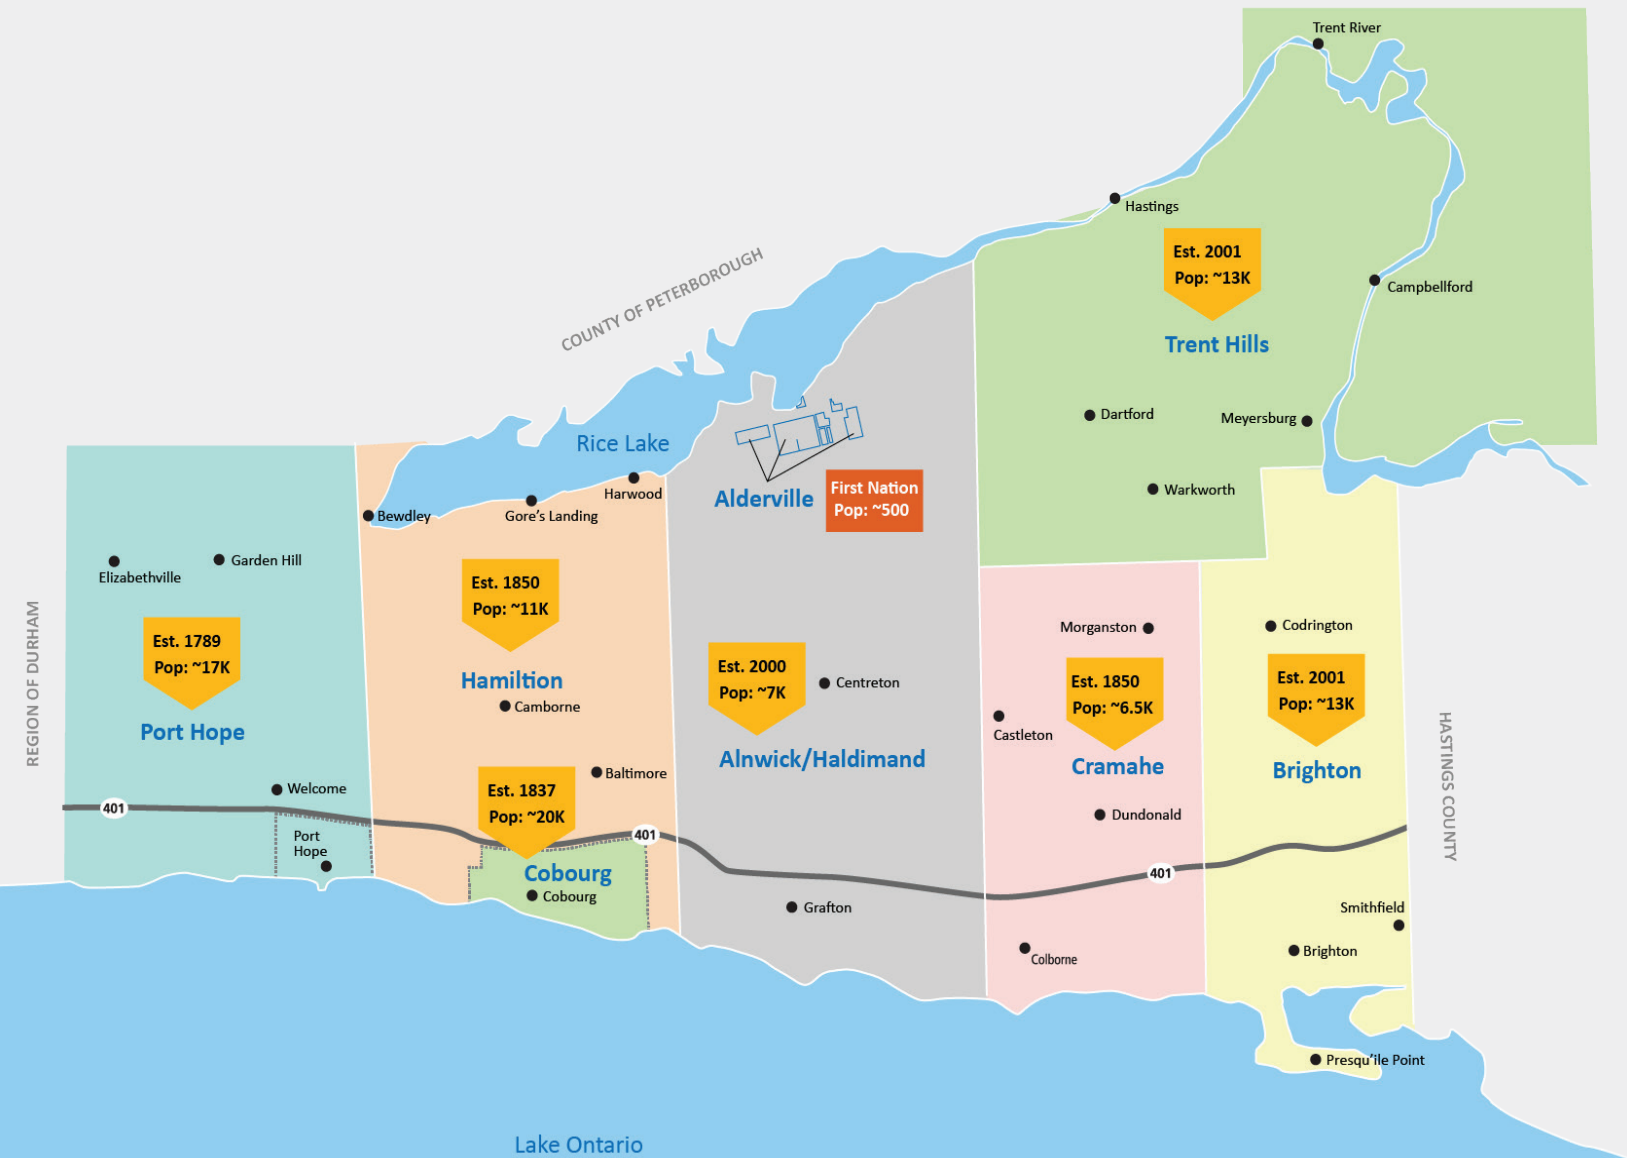 Trent River
Hastings
COUNTY OF PETERBOROUGH
Est. 2001
Pop: ~13K
Trent Hills
Campbellford
Dartford
Meyersburg
Warkworth
Rice Lake
Harwood
Gore's Landing
Bewdley
Alderville
First Nation
Pop: ~500
Elizabethville
Garden Hill
Est. 1789
Pop: ~17K
Port Hope
Welcome
401
Port
Hope
REGION OF DURHAM
Est. 1850
Pop: ~11K
Hamiltion
Camborne
Baltimore
Est. 1837
Pop: ~20K
401
Cobourg
Cobourg
Est. 2000
Pop: ~7K
Centreton
Alnwick/Haldimand
Grafton
Morganston
Est. 1850
Pop: ~6.5K
Castleton
Cramahe
Dundonald
401
Colborne
Codrington
Est. 2001
Pop: ~13K
Brighton
HASTINGS COUNTY
Smithfield
Brighton
Presqu'ile Point
Lake Ontario